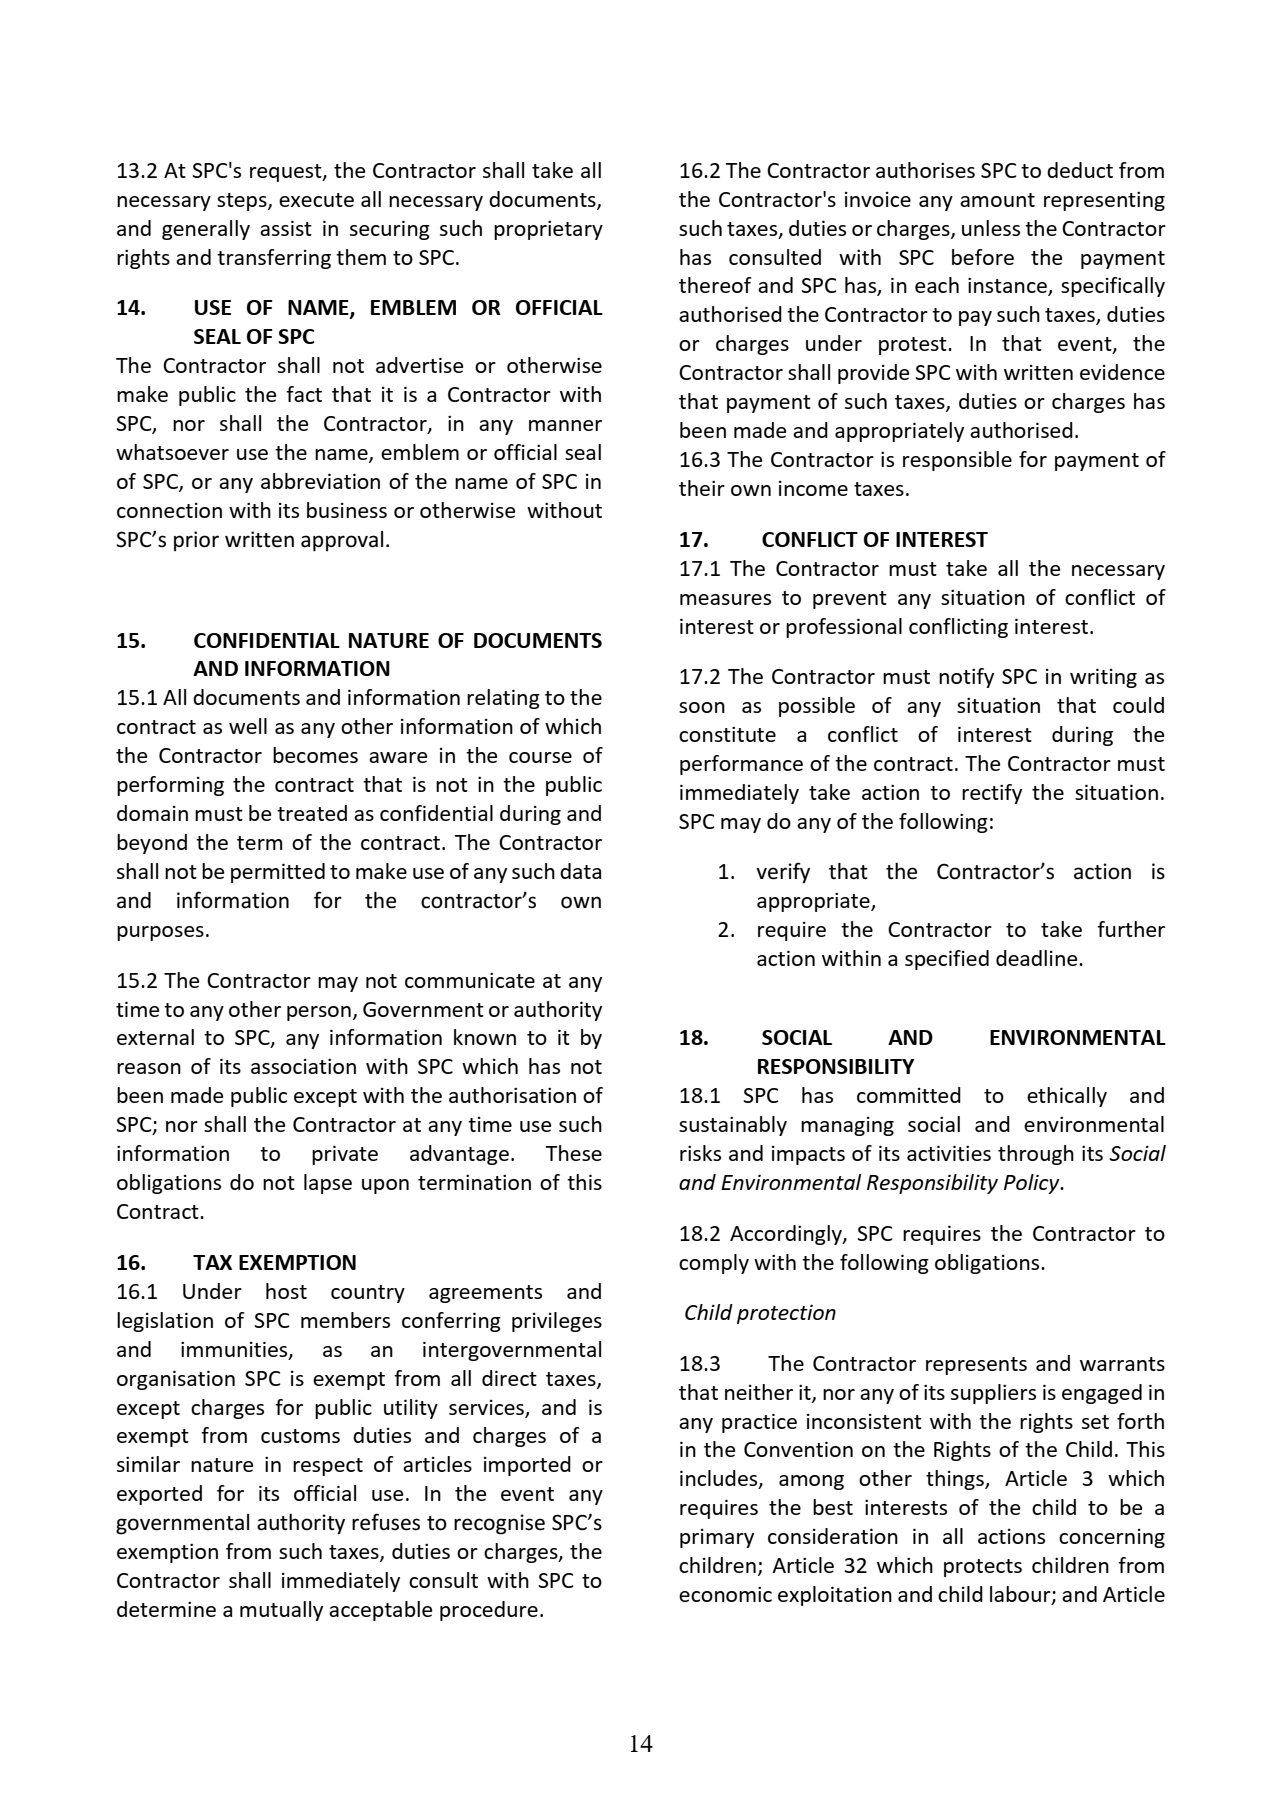 13.2 At SPC's request, the Contractor shall take all
necessary steps, execute all necessary documents,
and generally assist in securing such proprietary
rights and transferring them to SPC.
14. USE OF NAME, EMBLEM OR OFFICIAL
SEAL OF SPC
The Contractor shall not advertise or otherwise
make public the fact that it is a Contractor with
SPC, nor shall the Contractor, in any manner
whatsoever use the name, emblem or official seal
of SPC, or any abbreviation of the name of SPC in
connection with its business or otherwise without
SPC’s prior written approval.
15. CONFIDENTIAL NATURE OF DOCUMENTS
AND INFORMATION
15.1 All documents and information relating to the
contract as well as any other information of which
the Contractor becomes aware in the course of
performing the contract that is not in the public
domain must be treated as confidential during and
beyond the term of the contract. The Contractor
shall not be permitted to make use of any such data
and information for the contractor’s own
purposes.
15.2 The Contractor may not communicate at any
time to any other person, Government or authority
external to SPC, any information known to it by
reason of its association with SPC which has not
been made public except with the authorisation of
SPC; nor shall the Contractor at any time use such
information to private advantage. These
obligations do not lapse upon termination of this
Contract.
16. TAX EXEMPTION
16.1 Under host country agreements and
legislation of SPC members conferring privileges
and immunities, as an intergovernmental
organisation SPC is exempt from all direct taxes,
except charges for public utility services, and is
exempt from customs duties and charges of a
similar nature in respect of articles imported or
exported for its official use. In the event any
governmental authority refuses to recognise SPC’s
exemption from such taxes, duties or charges, the
Contractor shall immediately consult with SPC to
determine a mutually acceptable procedure.
16.2 The Contractor authorises SPC to deduct from
the Contractor's invoice any amount representing
such taxes, duties or charges, unless the Contractor
has consulted with SPC before the payment
thereof and SPC has, in each instance, specifically
authorised the Contractor to pay such taxes, duties
or charges under protest. In that event, the
Contractor shall provide SPC with written evidence
that payment of such taxes, duties or charges has
been made and appropriately authorised.
16.3 The Contractor is responsible for payment of
their own income taxes.
17. CONFLICT OF INTEREST
17.1 The Contractor must take all the necessary
measures to prevent any situation of conflict of
interest or professional conflicting interest.
17.2 The Contractor must notify SPC in writing as
soon as possible of any situation that could
constitute a conflict of interest during the
performance of the contract. The Contractor must
immediately take action to rectify the situation.
SPC may do any of the following:
1. verify that the Contractor’s action is
appropriate,
2. require the Contractor to take further
action within a specified deadline.
18. SOCIAL AND ENVIRONMENTAL
RESPONSIBILITY
18.1 SPC has committed to ethically and
sustainably managing social and environmental
risks and impacts of its activities through its Social
and Environmental Responsibility Policy.
18.2 Accordingly, SPC requires the Contractor to
comply with the following obligations.
Child protection
18.3 The Contractor represents and warrants
that neither it, nor any of its suppliers is engaged in
any practice inconsistent with the rights set forth
in the Convention on the Rights of the Child. This
includes, among other things, Article 3 which
requires the best interests of the child to be a
primary consideration in all actions concerning
children; Article 32 which protects children from
economic exploitation and child labour; and Article
14